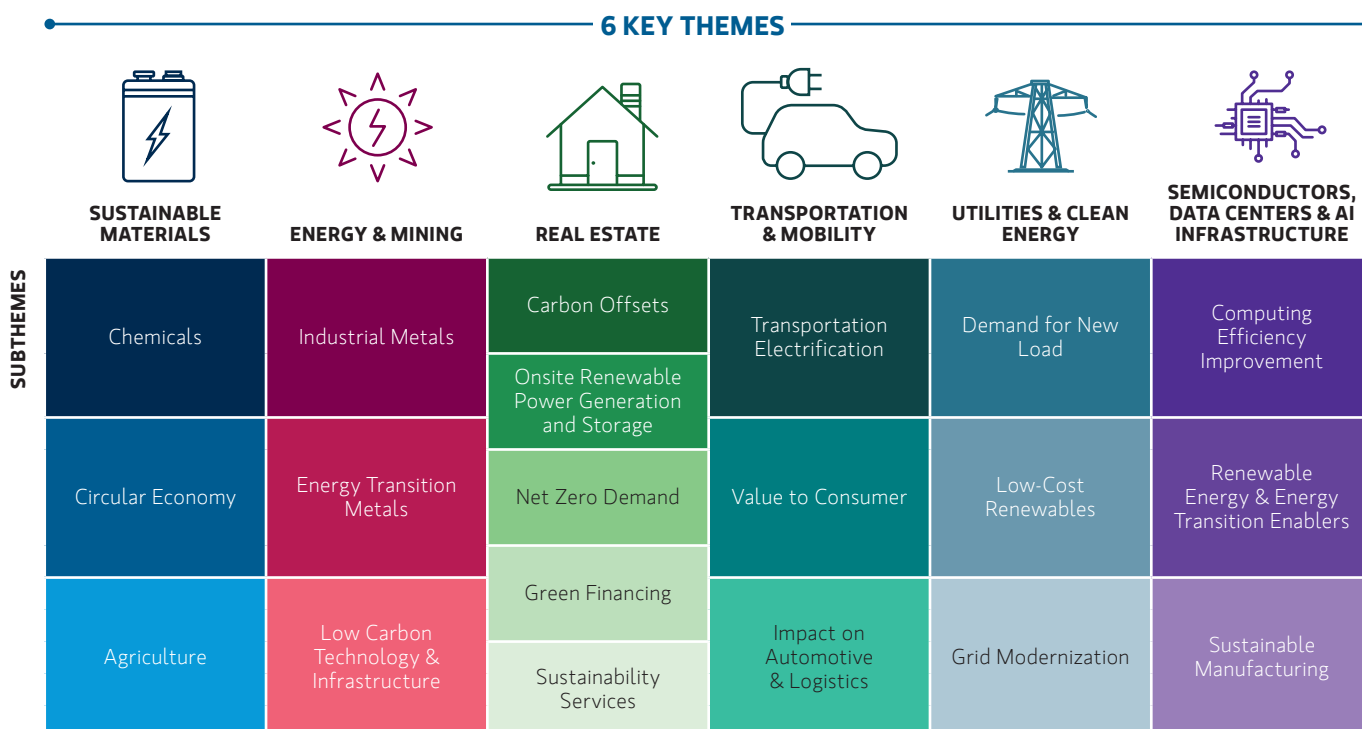 6 KEY THEMES
SUSTAINABLE
MATERIALS
ENERGY & MINING
REAL ESTATE
TRANSPORTATION
& MOBILITY
UTILITIES & CLEAN
ENERGY
SEMICONDUCTORS,
DATA CENTERS & AI
INFRASTRUCTURE
SUBTHEMES
Chemicals
Circular Economy
Agriculture
Industrial Metals
Energy Transition
Metals
Low Carbon
Technology &
Infrastructure
Carbon Offsets
Onsite Renewable
Power Generation
and Storage
Net Zero Demand
Green Financing
Sustainability
Services
Transportation
Electrification
Value to Consumer
Impact on
Automotive
& Logistics
Demand for New
Load
Low-Cost
Renewables
Grid Modernization
Computing
Efficiency
Improvement
Renewable
Energy & Energy
Transition Enablers
Sustainable
Manufacturing